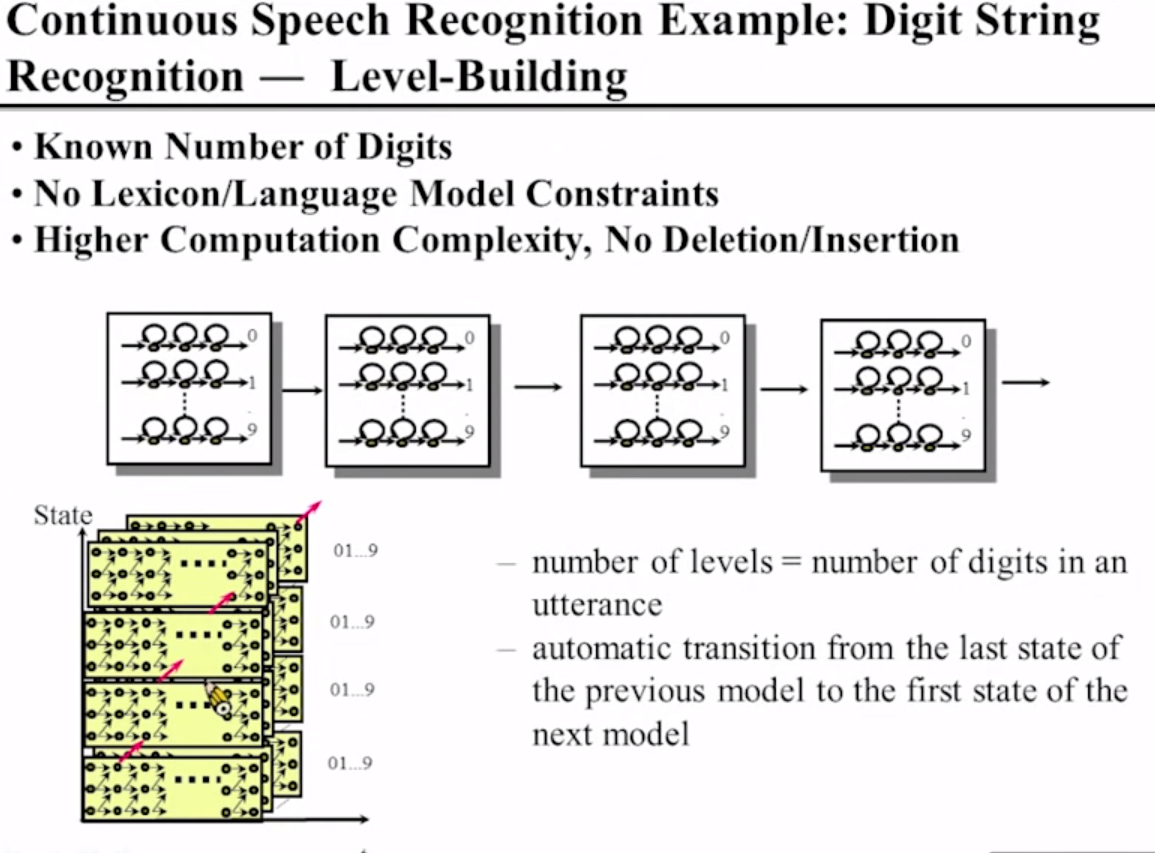 Continuous Speech Recognition Example: Digit String
Recognition — Level-Building
• Known Number of Digits
• No Lexicon/Language Model Constraints
• Higher Computation Complexity, No Deletion/Insertion
0
1
9
0
1
9
0
1
9
0
1
9
State
01...9
01...9
01...9
01...9
– number of levels = number of digits in an
utterance
– automatic transition from the last state of
the previous model to the first state of the
next model